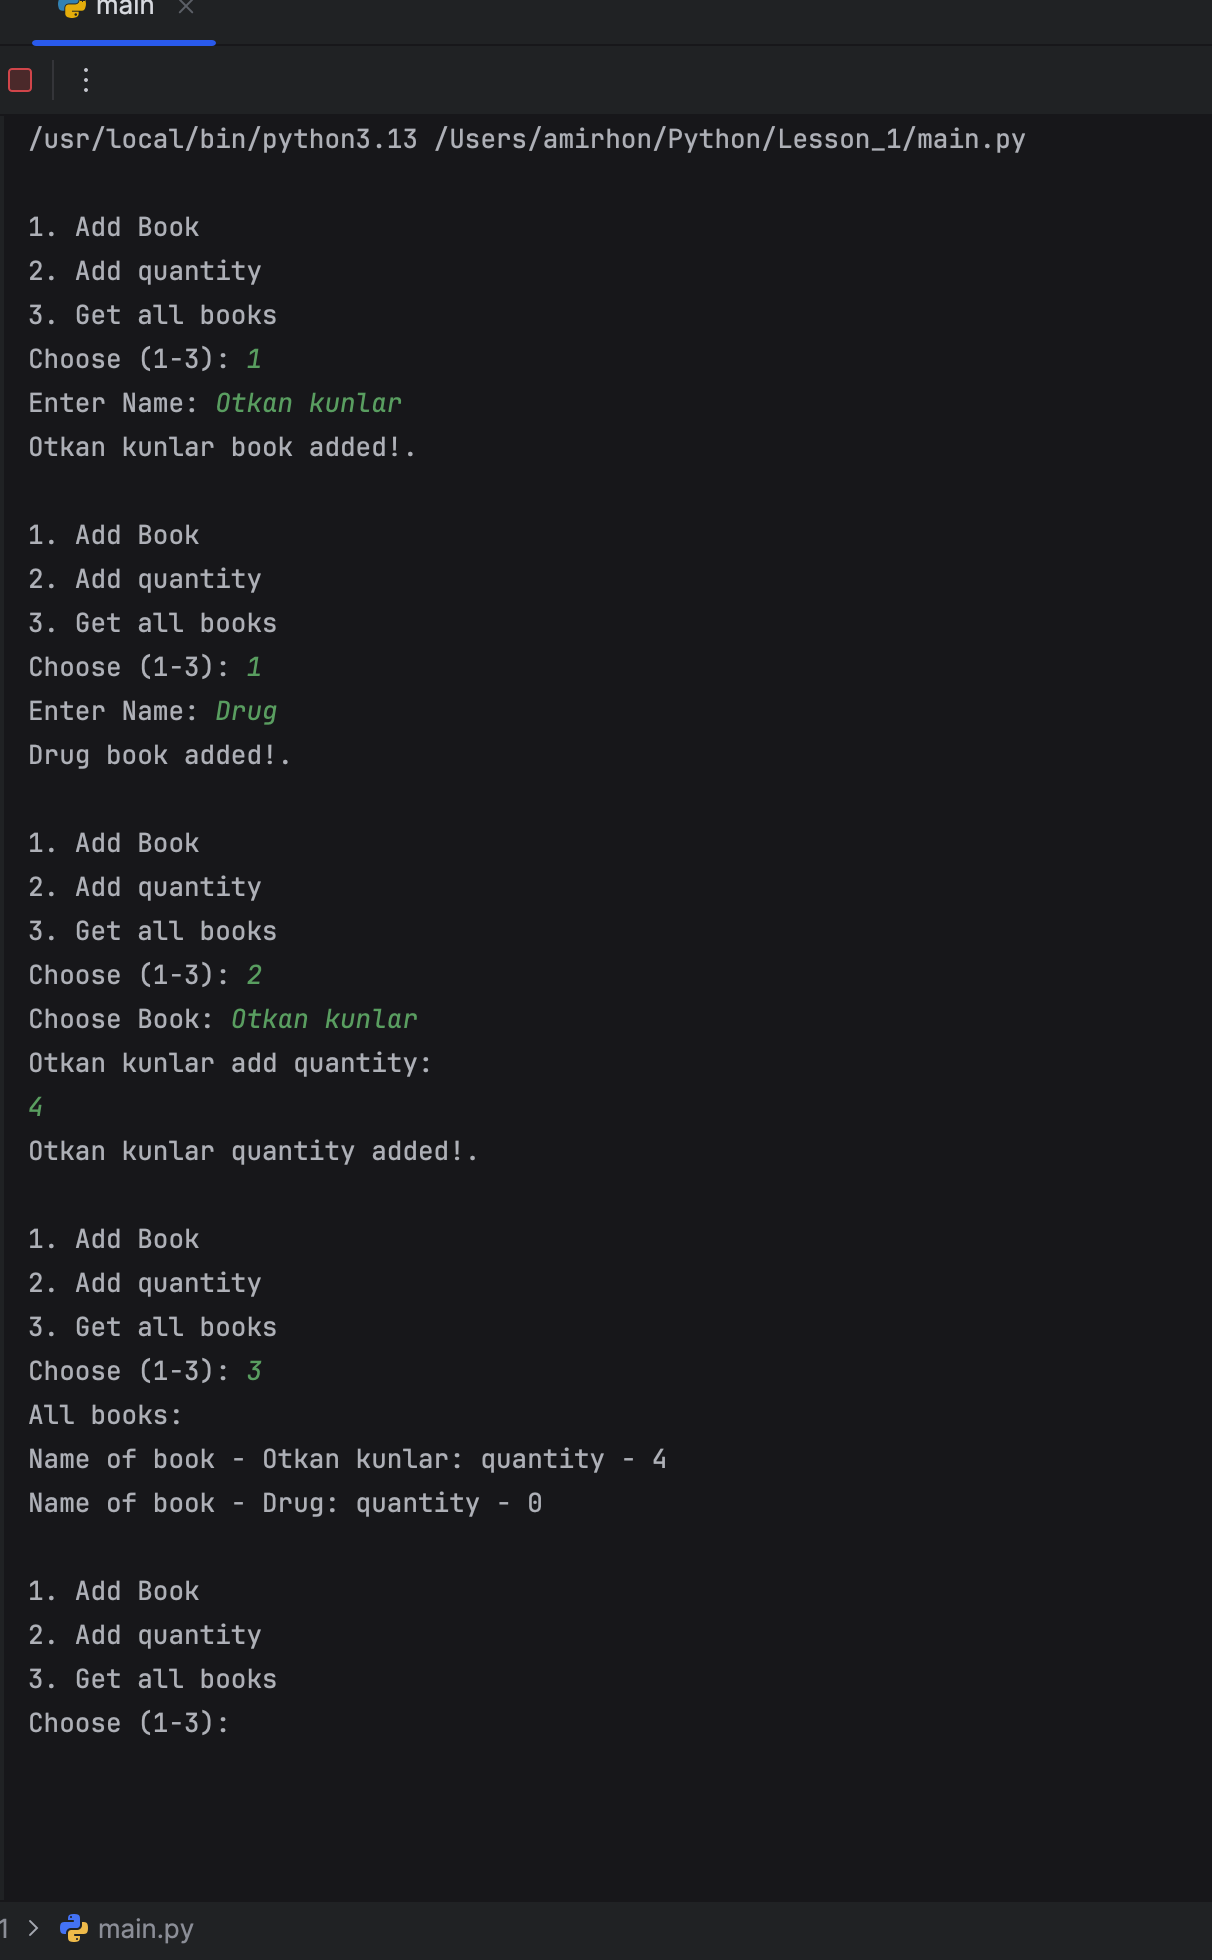 main
/usr/local/bin/python3.13 /Users/amirhon/Python/Lesson_1/main.py
1. Add Book
2. Add quantity
3. Get all books
Choose (1-3): 1
Enter Name: Otkan kunlar
Otkan kunlar book added!.
1. Add Book
2. Add quantity
3. Get all books
Choose (1-3): 1
Enter Name: Drug
Drug book added!.
1. Add Book
2. Add quantity
3. Get all books
Choose (1-3): 2
Choose Book: Otkan kunlar
Otkan kunlar add quantity:
4
Otkan kunlar quantity added!.
1. Add Book
2. Add quantity
3. Get all books
Choose (1-3): 3
All books:
Name of book - Otkan kunlar: quantity - 4
Name of book - Drug: quantity - 0
1. Add Book
2. Add quantity
3. Get all books
Choose (1-3):
1 > main.py